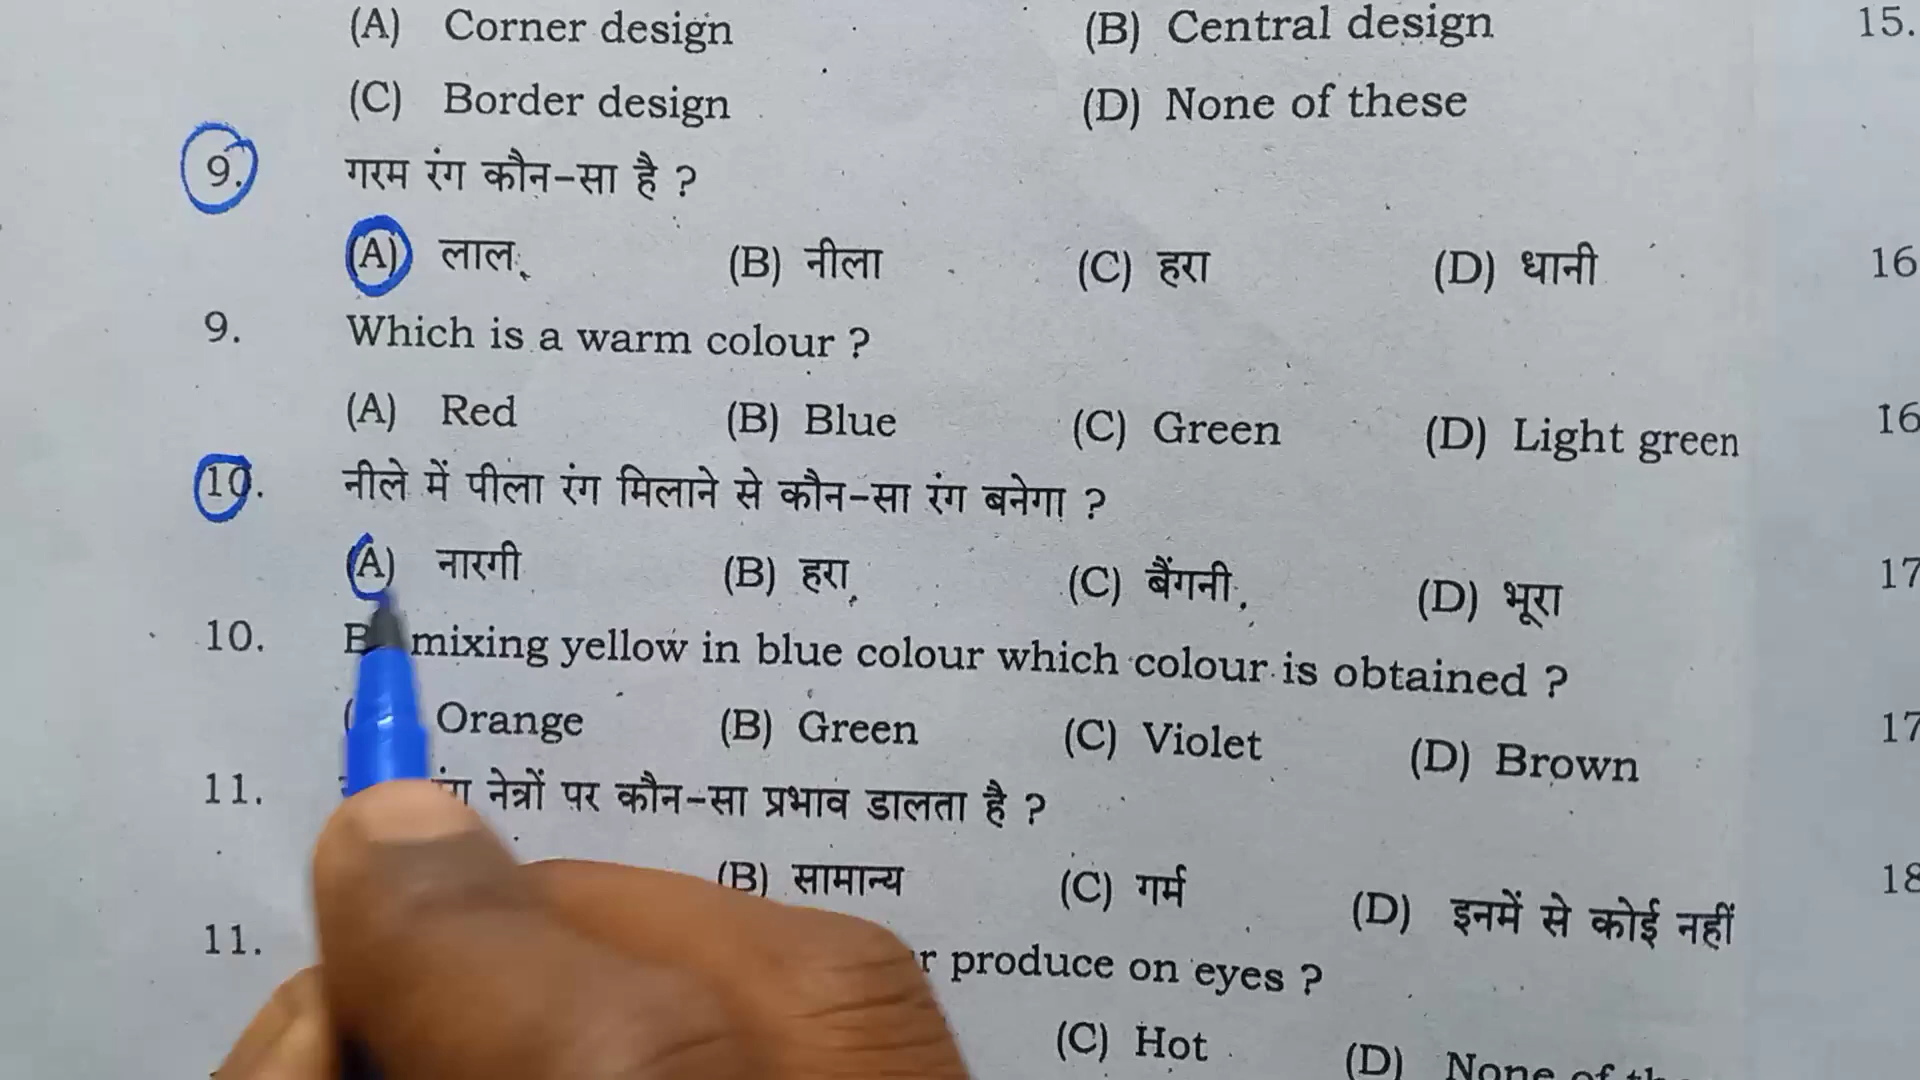 (A) Corner design (B) Central design 15.
(C) Border design (D) None of these
9. गरम रंग कौन-सा है ?
(A) लाल (B) नीला (C) हरा (D) धानी 16
9. Which is a warm colour ?
(A) Red (B) Blue (C) Green (D) Light green 16
10. नीले में पीला रंग मिलाने से कौन-सा रंग बनेगा ?
(A) नारगी (B) हरा (C) बैंगनी (D) भूरा 17
10. mixing yellow in blue colour which colour is obtained ?
Orange (B) Green (C) Violet (D) Brown 17
11. नेत्रों पर कौन-सा प्रभाव डालता है ?
(B) सामान्य (C) गर्म (D) इनमें से कोई नहीं 18
11. produce on eyes ?
(C) Hot (D) None of